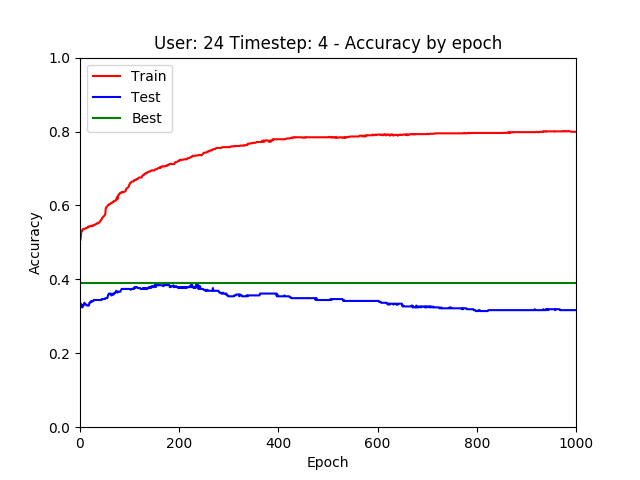 User: 24 Timestep: 4 - Accuracy by epoch
1.0
0.8
0.6
0.4
0.2
0.0
Accuracy
Train
Test
Best
0 200 400 600 800 1000
Epoch